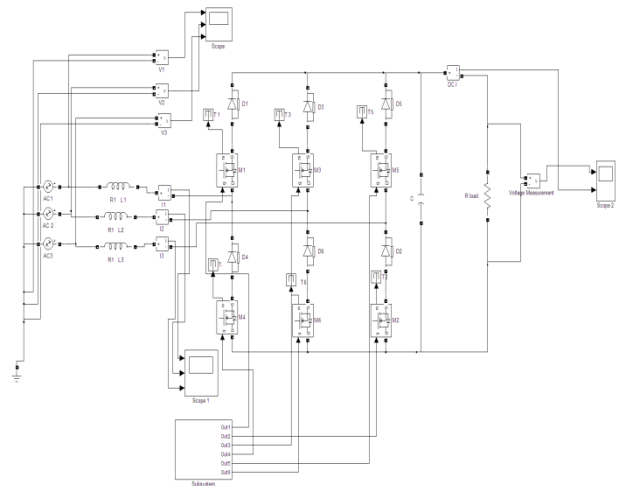 Scope
V1
V2
V3
T1
D1
T3
D3
T5
D5
DC-I
M1
M3
M5
AC1
AC 2
AC3
R1 L1
R1 L2
R1 L3
I1
I2
I3
C
R load
Voltage Measurement
Scope 2
D4
D6
D2
T6
T2
M4
M6
M2
Scope 1
Out1
Out2
Out3
Out4
Out5
Out6
Subsystem